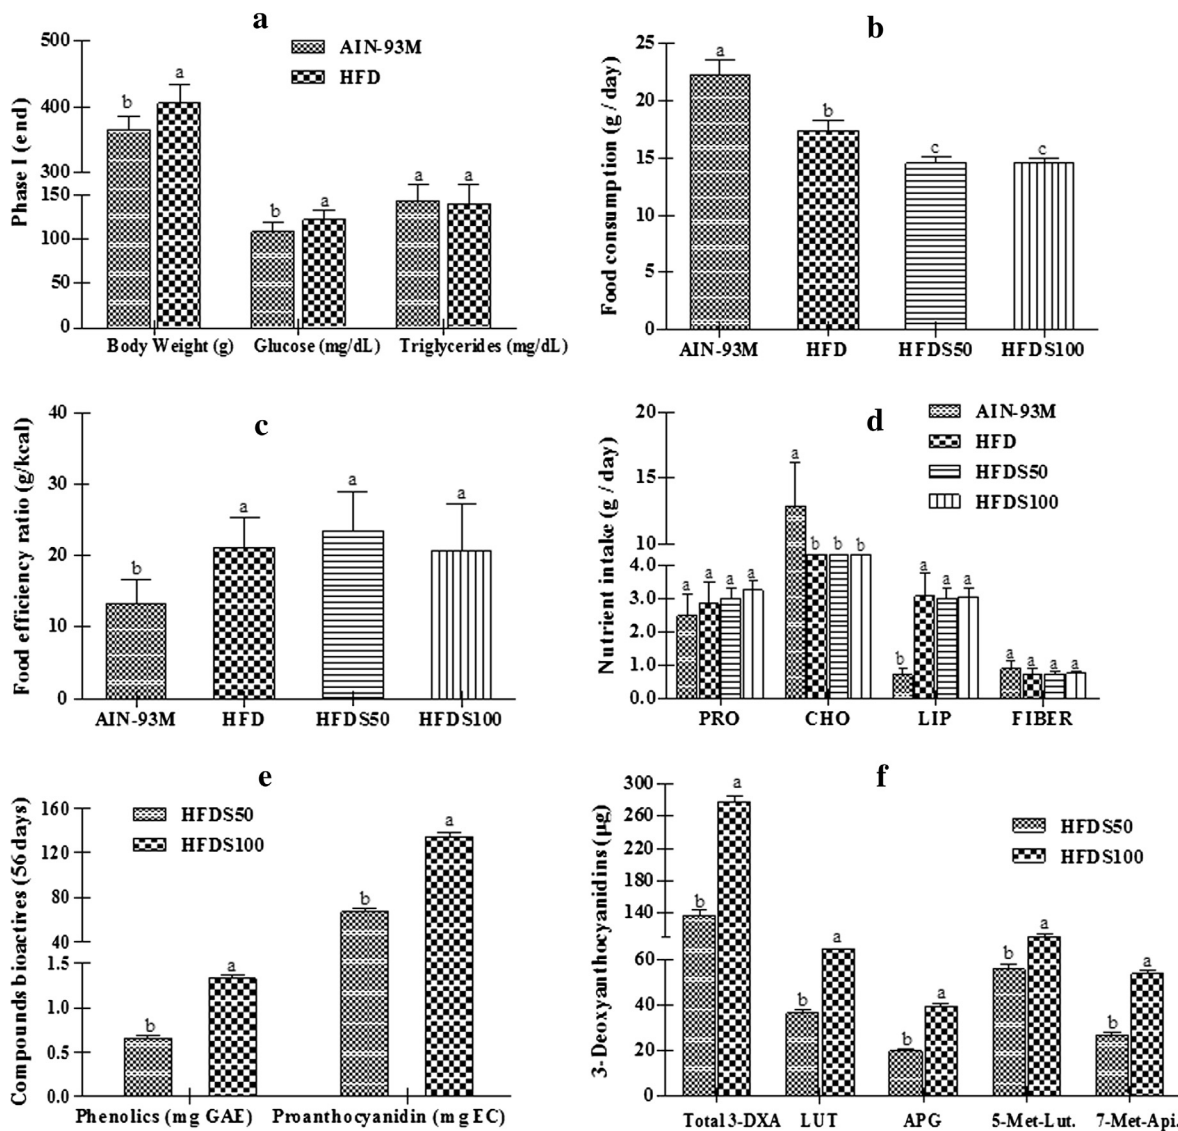 a
Phase I (end)
500
400
300
150
100
50
0
AIN-93M
HFD
b
a
b
a
a
a
Body Weight (g)
Glucose (mg/dL)
Triglycerides (mg/dL)
b
Food consumption (g / day)
25
20
15
10
5
0
a
b
c
c
AIN-93M
HFD
HFDS50
HFDS100
c
Food efficiency ratio (g/kcal)
40
30
20
10
0
b
a
a
a
AIN-93M
HFD
HFDS50
HFDS100
d
Nutrient intake (g / day)
20
15
10
4.0
3.0
2.0
1.0
0.0
AIN-93M
HFD
HFDS50
HFDS100
a
a
a
a
a
b
b
b
b
a
a
a
a
a
a
a
PRO
CHO
LIP
FIBER
e
Compounds bioactives (56 days)
160
120
80
40
1.5
1.0
0.5
0.0
HFDS50
HFDS100
b
a
b
a
Phenolics (mg GAE)
Proanthocyanidin (mg EC)
f
3-Deoxyanthocyanidins (µg)
300
260
220
180
140
60
40
20
0
HFDS50
HFDS100
b
a
b
a
b
a
b
a
b
a
Total 3-DXA
LUT
APG
5-Met-Lut.
7-Met-Api.